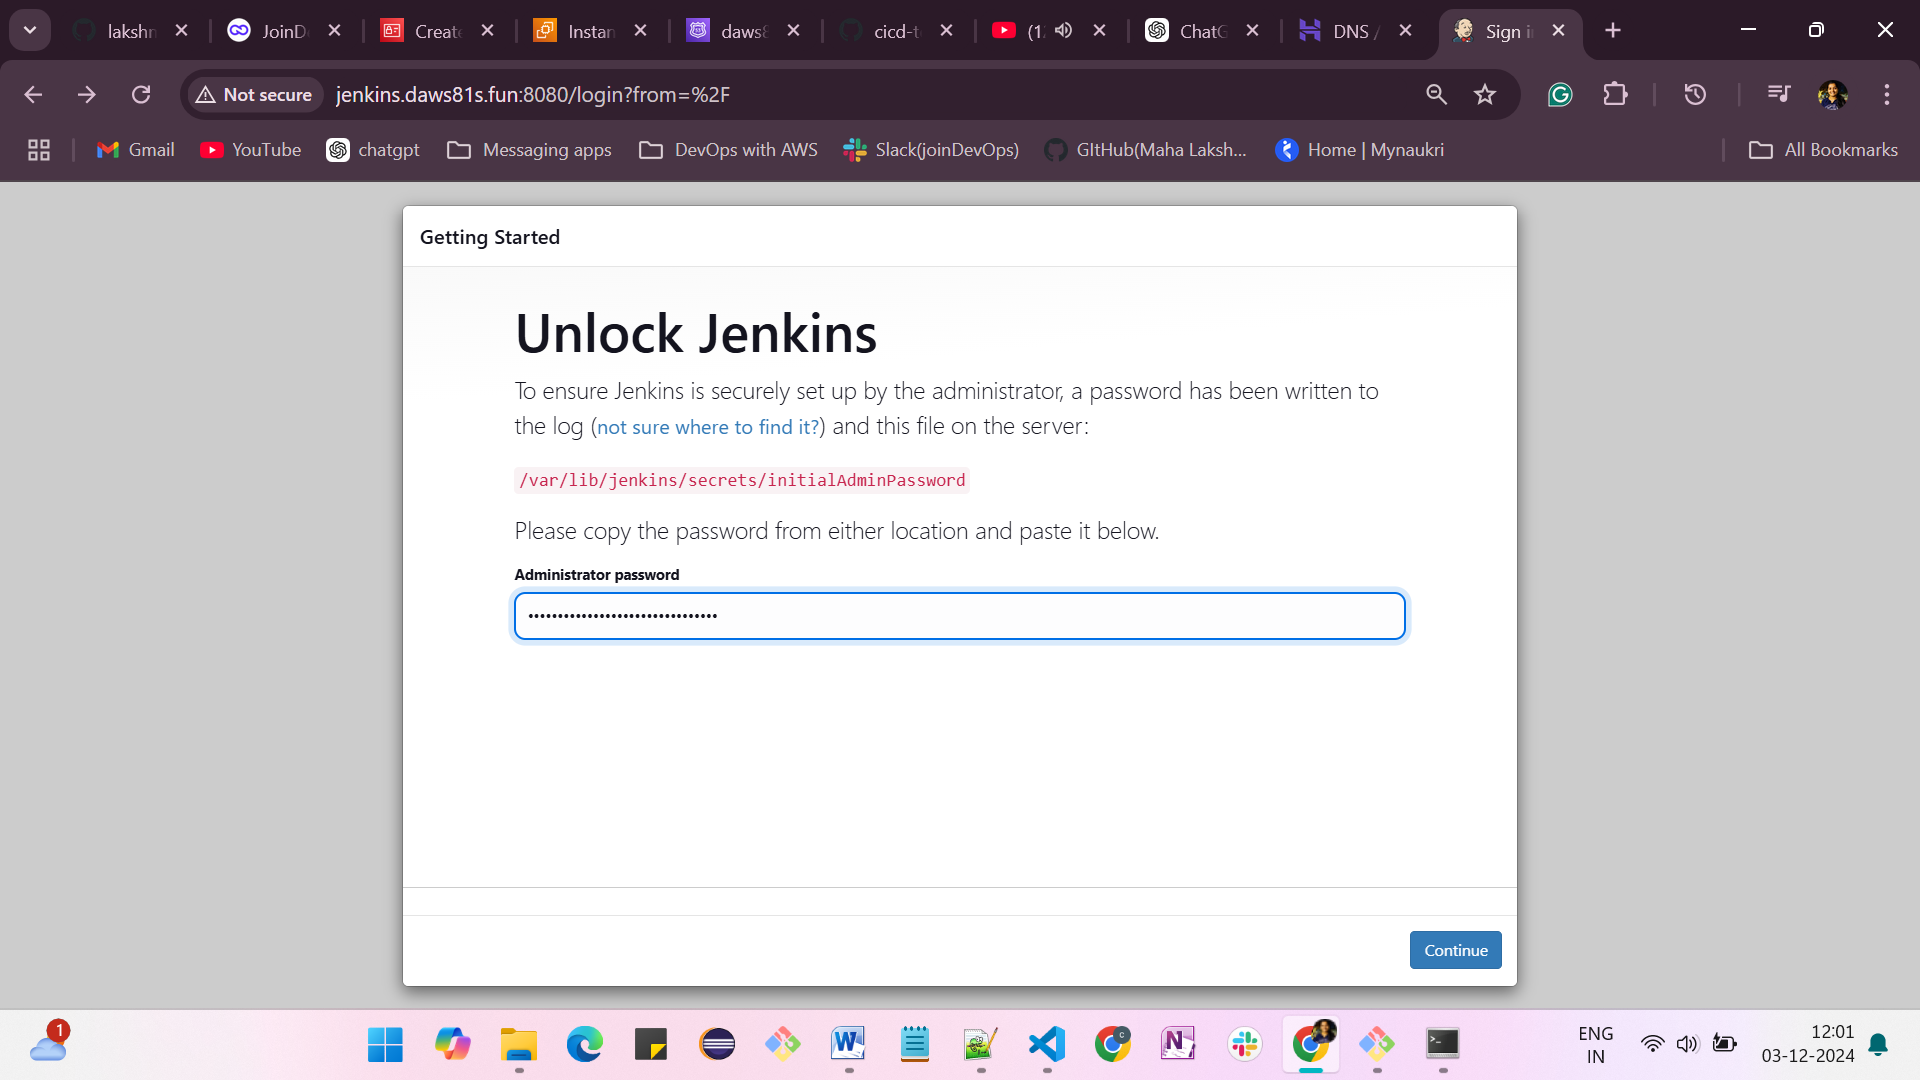 lakshn
JoinD
Create
Instan
daws8
cicd-t
(1
ChatG
DNS /
Sign i
Not secure
jenkins.daws81s.fun:8080/login?from=%2F
Gmail
YouTube
chatgpt
Messaging apps
DevOps with AWS
Slack(joinDevOps)
GItHub(Maha Laksh...
Home | Mynaukri
All Bookmarks
Getting Started
Unlock Jenkins
To ensure Jenkins is securely set up by the administrator, a password has been written to
the log (not sure where to find it?) and this file on the server:
/var/lib/jenkins/secrets/initialAdminPassword
Please copy the password from either location and paste it below.
Administrator password
Continue
1
ENG
IN
12:01
03-12-2024